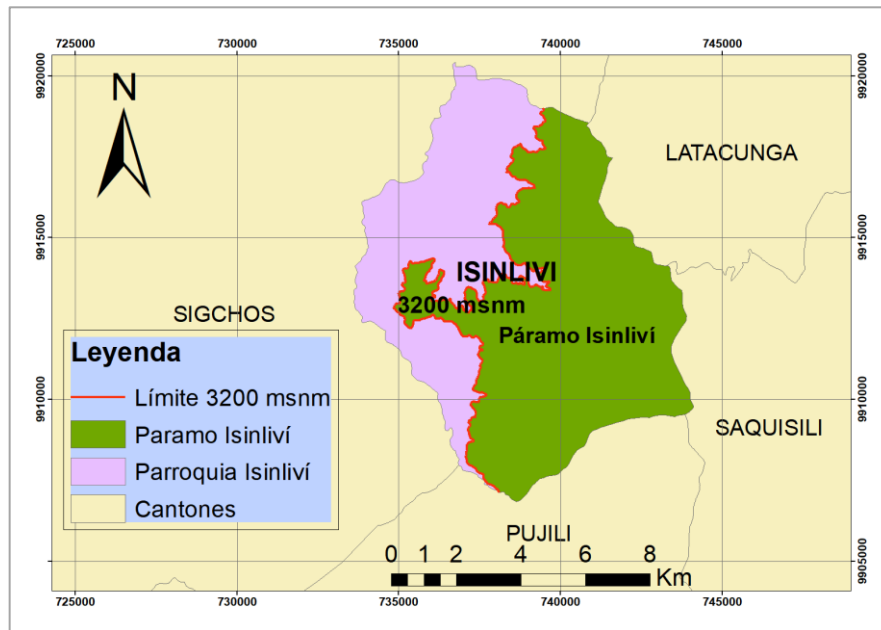 725000 730000 735000 740000 745000
9920000 9920000
N
LATACUNGA
9915000 9915000
ISINLIVI
3200 msnm
SIGCHOS
Páramo Isinliví
Leyenda
Límite 3200 msnm
Paramo Isinliví
Parroquia Isinliví
Cantones
9910000 9910000
SAQUISILI
PUJILI
0 1 2 4 6 8
Km
9905000 9905000
725000 730000 735000 740000 745000